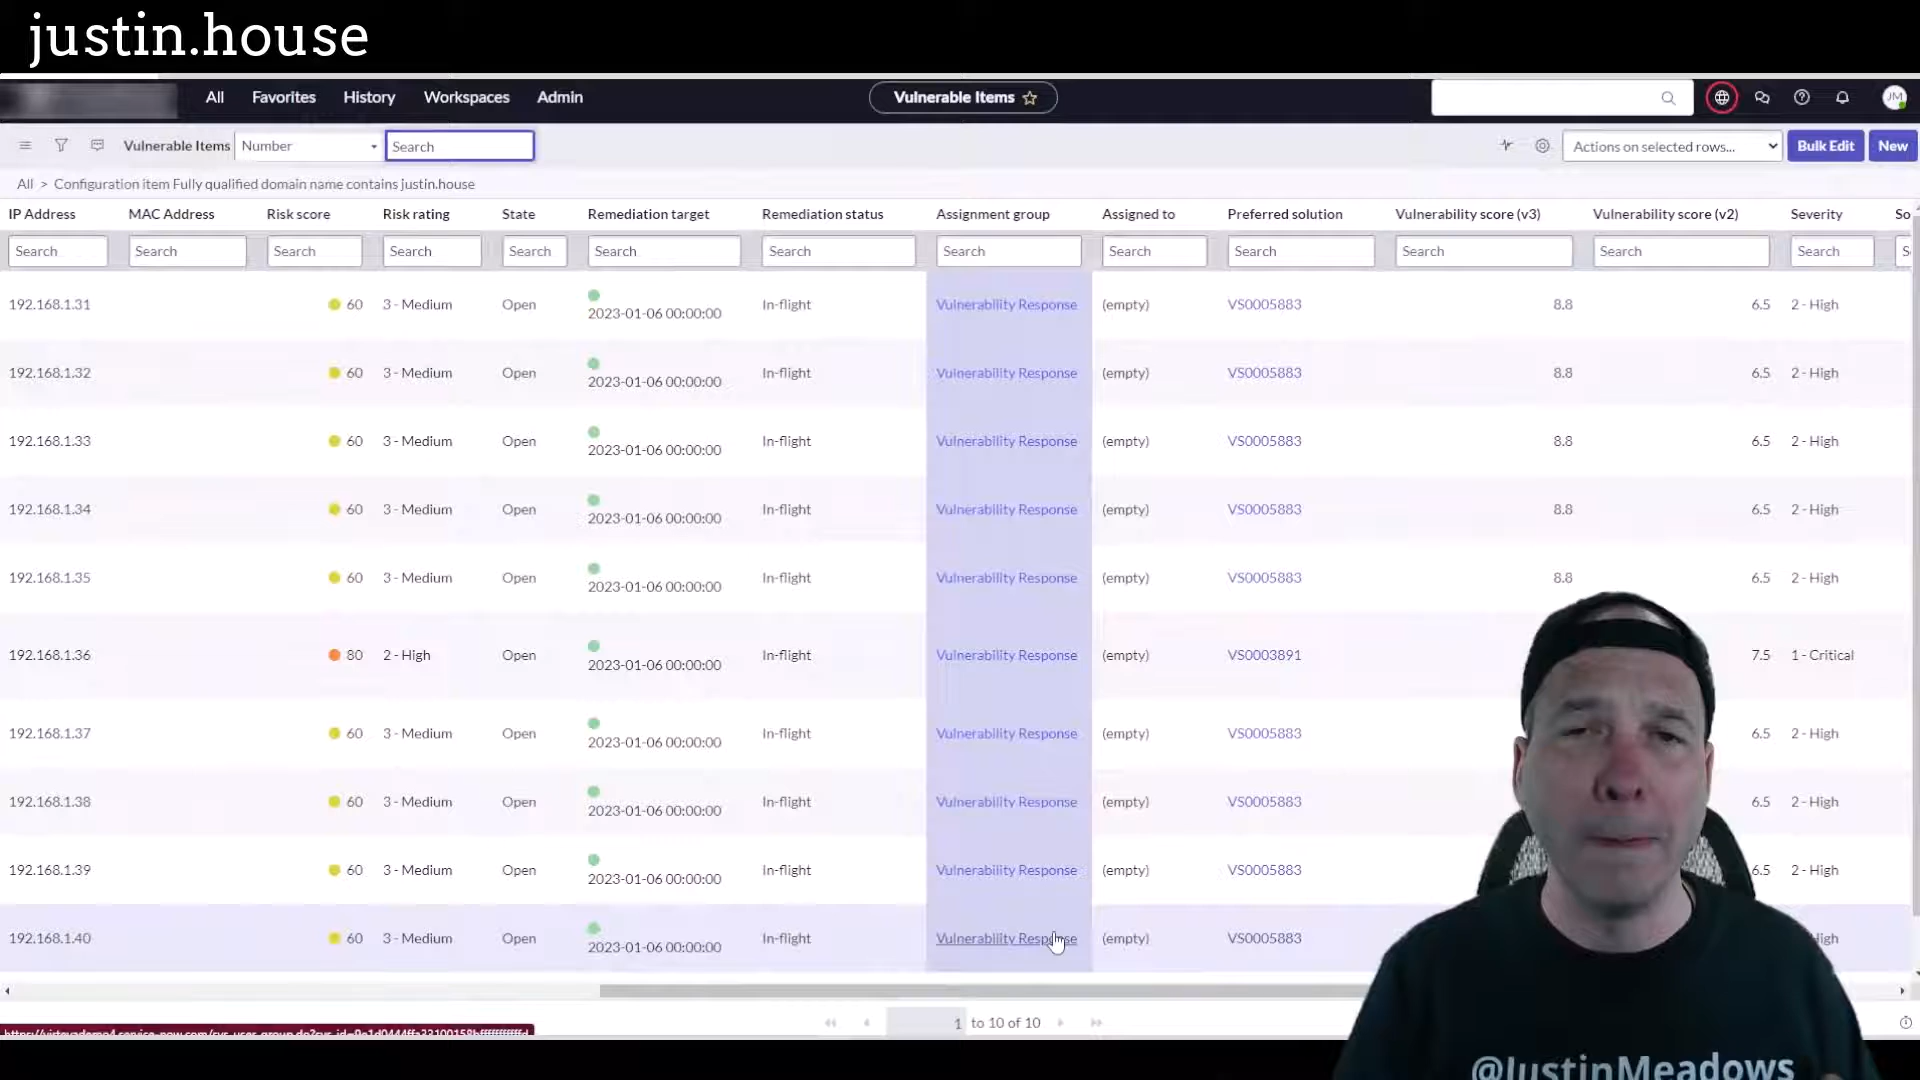 justin.house
All Favorites History Workspaces Admin Vulnerable Items JM
Vulnerable Items Number Search Actions on selected rows... Bulk Edit New
All > Configuration item Fully qualified domain name contains justin.house
IP Address MAC Address Risk score Risk rating State Remediation target Remediation status Assignment group Assigned to Preferred solution Vulnerability score (v3) Vulnerability score (v2) Severity So
Search Search Search Search Search Search Search Search Search Search Search Search Search S
192.168.1.31 60 3 - Medium Open 2023-01-06 00:00:00 In-flight Vulnerability Response (empty) VS0005883 8.8 6.5 2 - High
192.168.1.32 60 3 - Medium Open 2023-01-06 00:00:00 In-flight Vulnerability Response (empty) VS0005883 8.8 6.5 2 - High
192.168.1.33 60 3 - Medium Open 2023-01-06 00:00:00 In-flight Vulnerability Response (empty) VS0005883 8.8 6.5 2 - High
192.168.1.34 60 3 - Medium Open 2023-01-06 00:00:00 In-flight Vulnerability Response (empty) VS0005883 8.8 6.5 2 - High
192.168.1.35 60 3 - Medium Open 2023-01-06 00:00:00 In-flight Vulnerability Response (empty) VS0005883 8.8 6.5 2 - High
192.168.1.36 80 2 - High Open 2023-01-06 00:00:00 In-flight Vulnerability Response (empty) VS0003891 7.5 1 - Critical
192.168.1.37 60 3 - Medium Open 2023-01-06 00:00:00 In-flight Vulnerability Response (empty) VS0005883 6.5 2 - High
192.168.1.38 60 3 - Medium Open 2023-01-06 00:00:00 In-flight Vulnerability Response (empty) VS0005883 6.5 2 - High
192.168.1.39 60 3 - Medium Open 2023-01-06 00:00:00 In-flight Vulnerability Response (empty) VS0005883 6.5 2 - High
192.168.1.40 60 3 - Medium Open 2023-01-06 00:00:00 In-flight Vulnerability Response (empty) VS0005883 High
1 to 10 of 10
@JustinMeadows